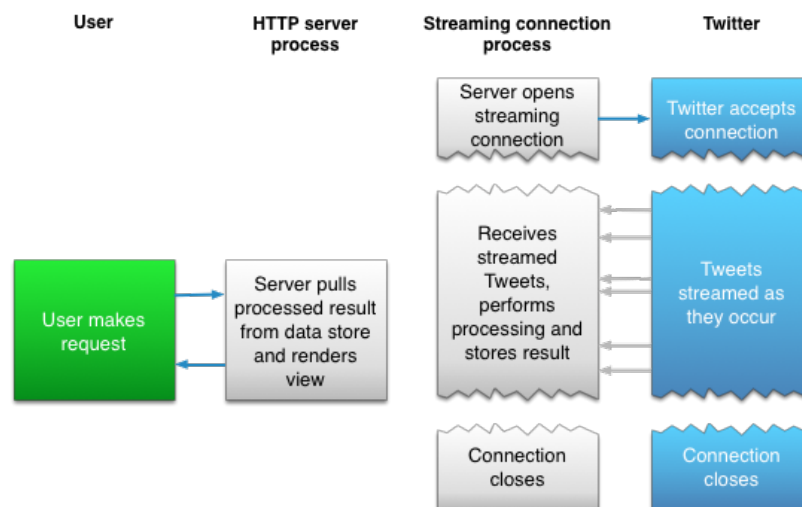 User
HTTP server
process
Streaming connection
process
Twitter
Server opens
streaming
connection
Twitter accepts
connection
User makes
request
Server pulls
processed result
from data store
and renders
view
Receives
streamed
Tweets,
performs
processing and
stores result
Tweets
streamed as
they occur
Connection
closes
Connection
closes